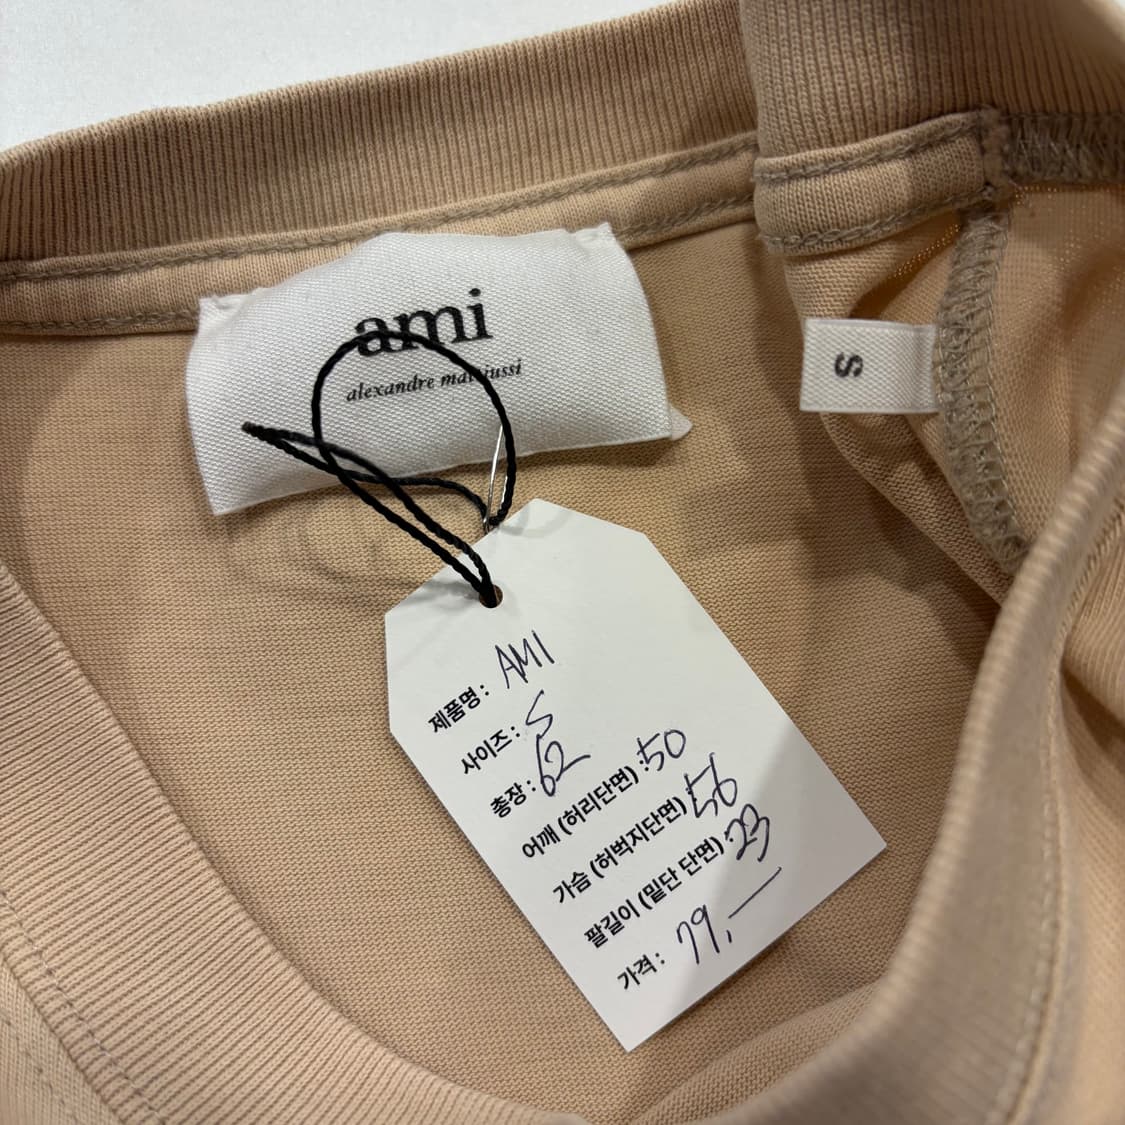 ami
alexandre mattiussi
S
제품명 : AMI
사이즈 : S
총장 : 62
어깨 (허리단면) : 50
가슴 (허벅지단면) : 56
팔길이 (밑단 단면) : 23
가격 : 79,—